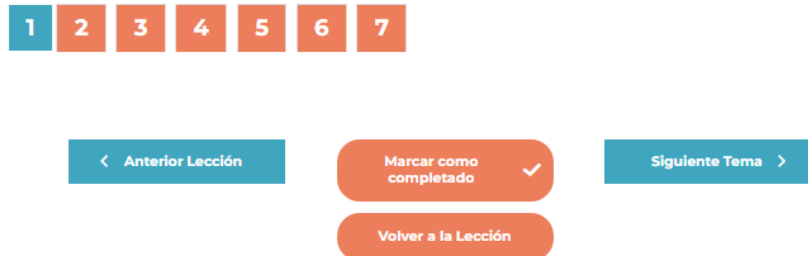 1 2 3 4 5 6 7
Anterior Lección
Marcar como
completado
Siguiente Tema
Volver a la Lección